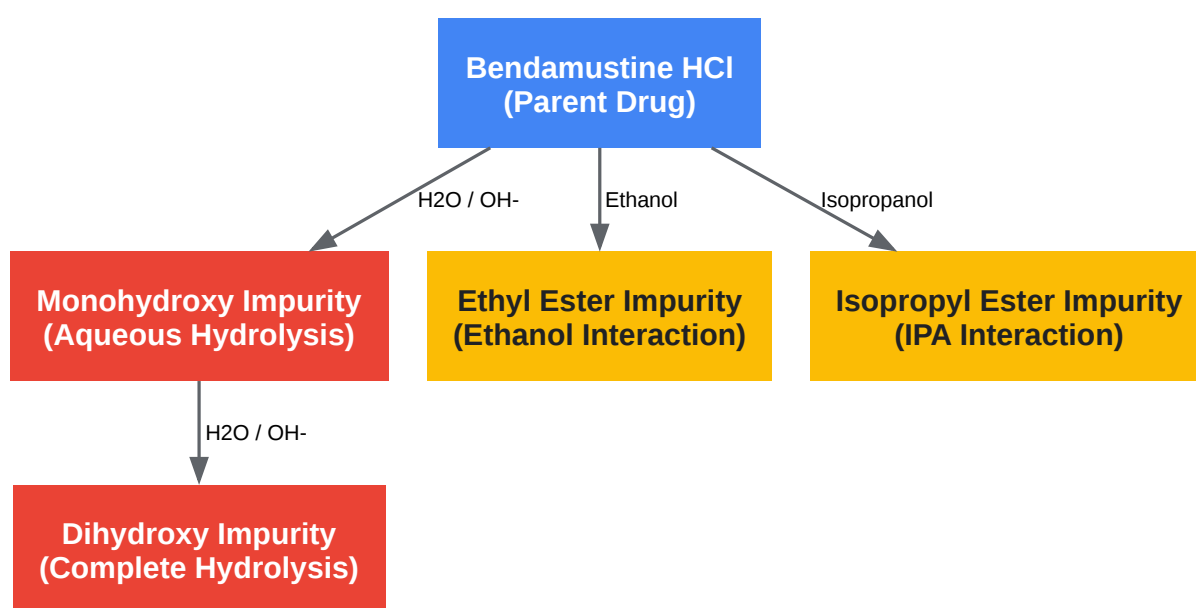 Bendamustine HCl
(Parent Drug)
H2O / OH-
Ethanol
Isopropanol
Monohydroxy Impurity
(Aqueous Hydrolysis)
Ethyl Ester Impurity
(Ethanol Interaction)
Isopropyl Ester Impurity
(IPA Interaction)
H2O / OH-
Dihydroxy Impurity
(Complete Hydrolysis)